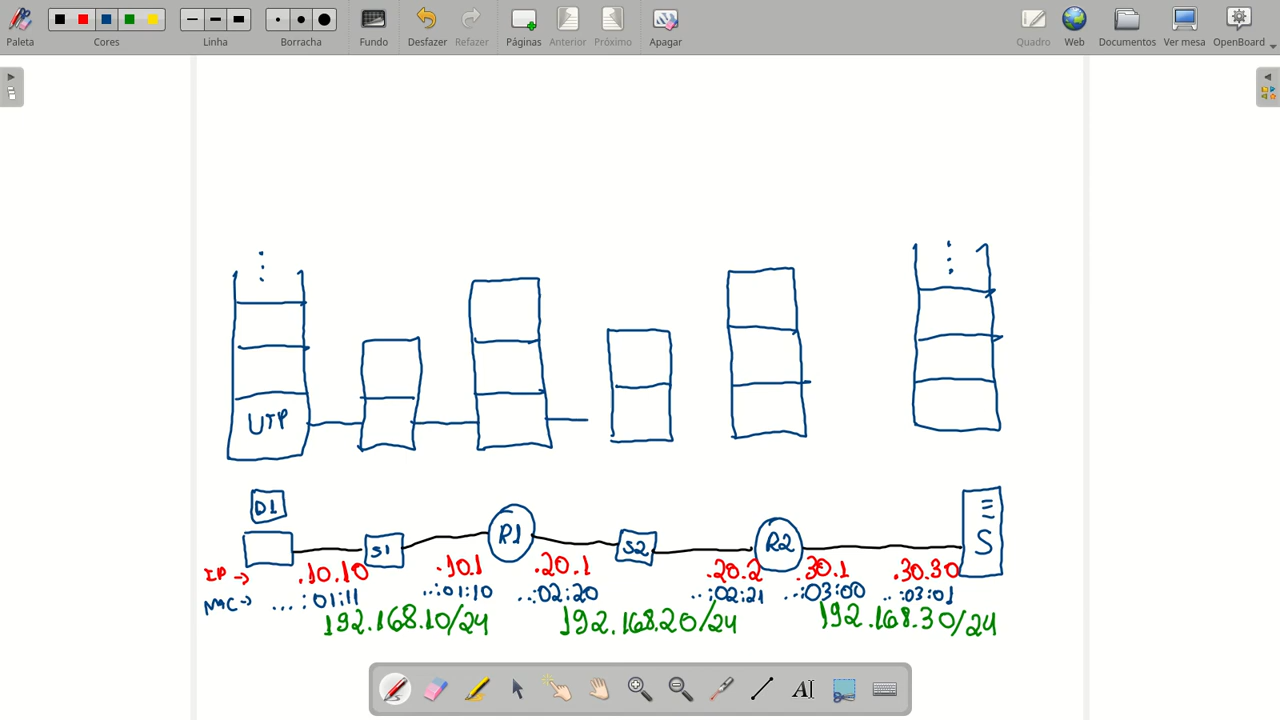 Paleta Cores Linha Borracha Fundo Desfazer Refazer Páginas Anterior Próximo Apagar Quadro Web Documentos Ver mesa OpenBoard
UTP
D1
S1 R1 S2 R2 S
IP → .10.10 .10.1 .20.1 .20.2 .30.1 .30.30
MAC → ...:01:11 ...:01:10 ...:02:20 ...:02:21 ...:03:00 ...:03:01
192.168.10/24 192.168.20/24 192.168.30/24
A